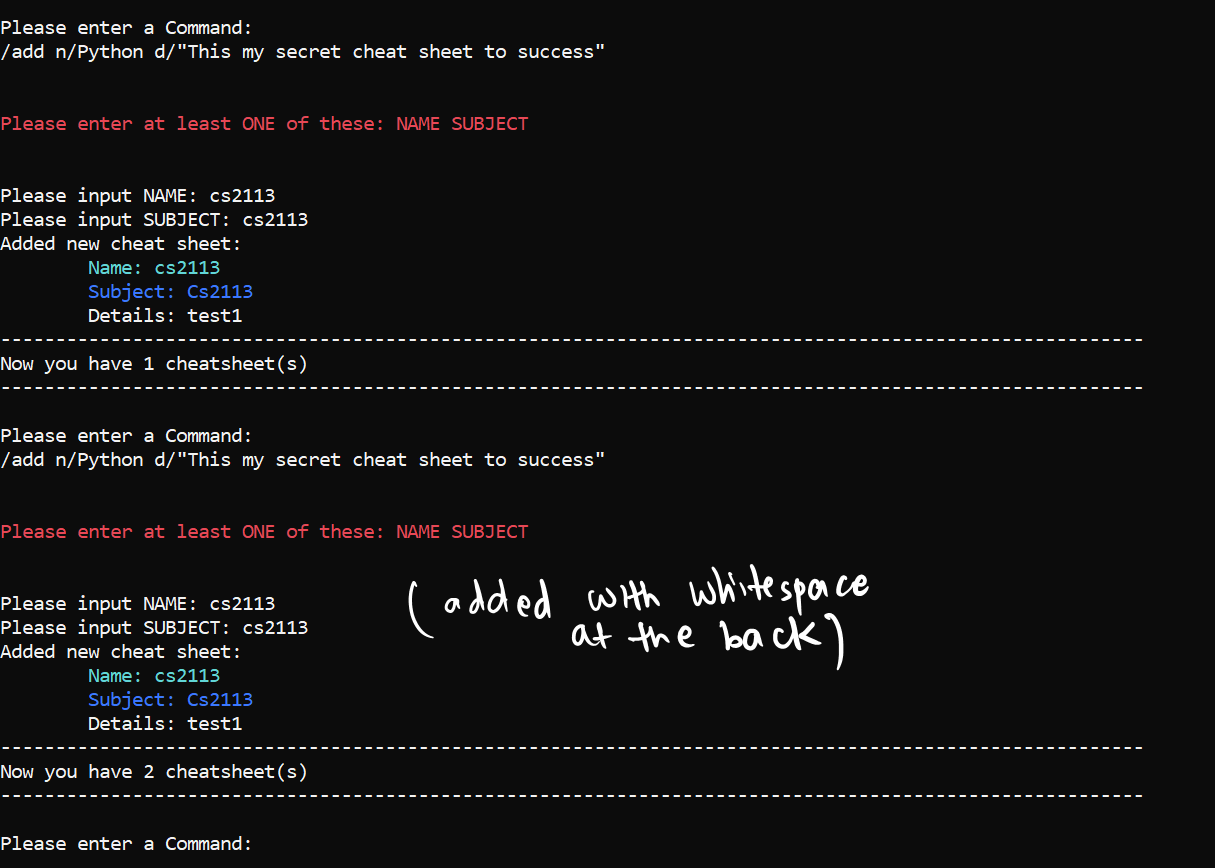 Please enter a Command:
/add n/Python d/"This my secret cheat sheet to success"
Please enter at least ONE of these: NAME SUBJECT
Please input NAME: cs2113
Please input SUBJECT: cs2113
Added new cheat sheet:
Name: cs2113
Subject: Cs2113
Details: test1
--------------------------------------------------------------------------------------------------------
Now you have 1 cheatsheet(s)
--------------------------------------------------------------------------------------------------------
Please enter a Command:
/add n/Python d/"This my secret cheat sheet to success"
Please enter at least ONE of these: NAME SUBJECT
(added with whitespace
at the back)
Please input NAME: cs2113
Please input SUBJECT: cs2113
Added new cheat sheet:
Name: cs2113
Subject: Cs2113
Details: test1
--------------------------------------------------------------------------------------------------------
Now you have 2 cheatsheet(s)
--------------------------------------------------------------------------------------------------------
Please enter a Command: